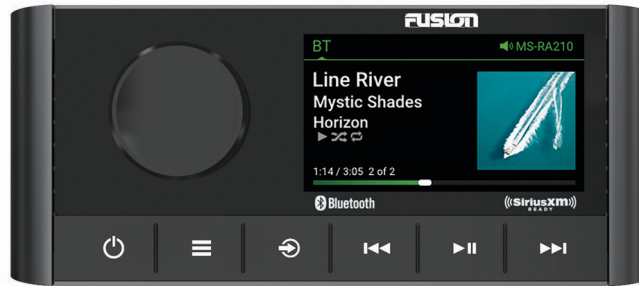 FUSION
BT
MS-RA210
Line River
Mystic Shades
Horizon
1:14 / 3:05 2 of 2
Bluetooth
((SiriusXM))
READY